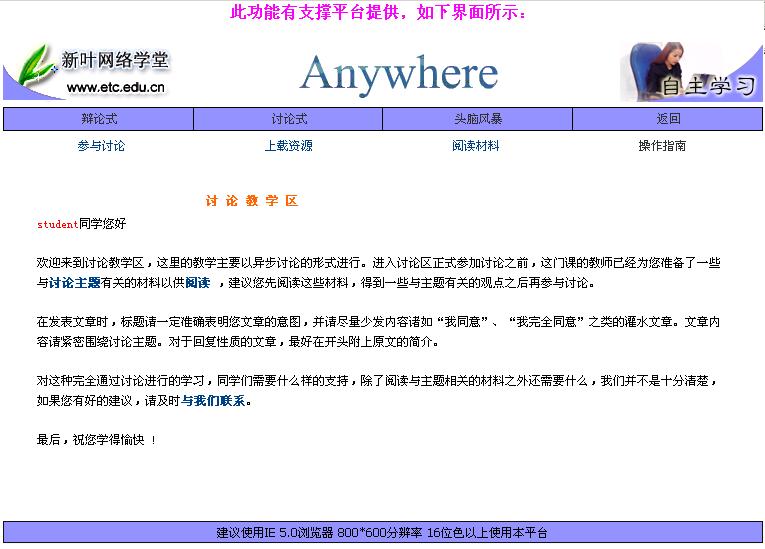 此功能有支撑平台提供，如下界面所示：
新叶网络学堂
www.etc.edu.cn
Anywhere
自主学习
辩论式 讨论式 头脑风暴 返回
参与讨论 上载资源 阅读材料 操作指南
讨 论 教 学 区
student同学您好
欢迎来到讨论教学区，这里的教学主要以异步讨论的形式进行。进入讨论区正式参加讨论之前，这门课的教师已经为您准备了一些
与讨论主题有关的材料以供阅读 ，建议您先阅读这些材料，得到一些与主题有关的观点之后再参与讨论。
在发表文章时，标题请一定准确表明您文章的意图，并请尽量少发内容诸如“我同意”、“我完全同意”之类的灌水文章。文章内
容请紧密围绕讨论主题。对于回复性质的文章，最好在开头附上原文的简介。
对这种完全通过讨论进行的学习，同学们需要什么样的支持，除了阅读与主题相关的材料之外还需要什么，我们并不是十分清楚，
如果您有好的建议，请及时与我们联系。
最后，祝您学得愉快 ！
建议使用IE 5.0浏览器 800*600分辨率 16位色以上使用本平台